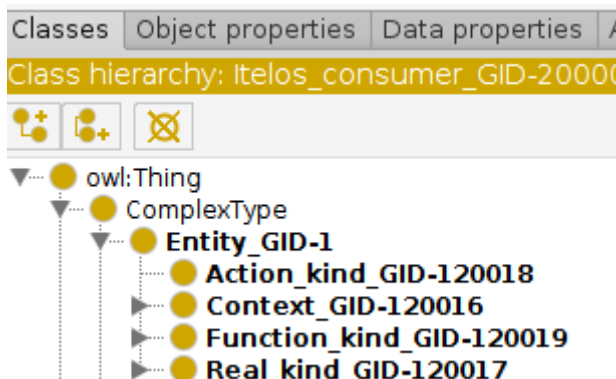 Classes Object properties Data properties
Class hierarchy: Itelos_consumer_GID-2000
owl:Thing
ComplexType
Entity_GID-1
Action_kind_GID-120018
Context_GID-120016
Function_kind_GID-120019
Real_kind_GID-120017